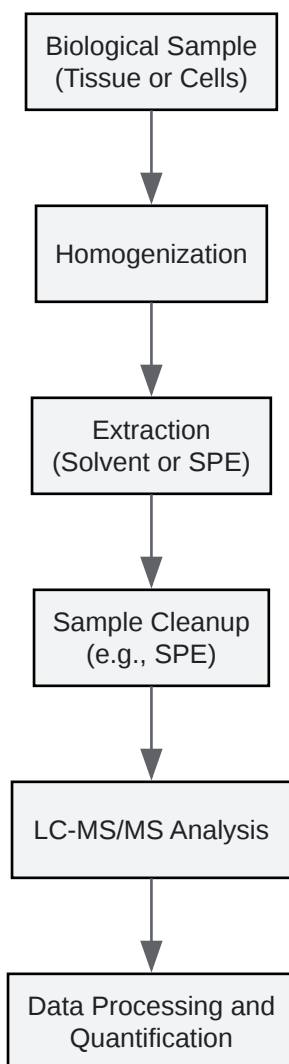 Biological Sample
(Tissue or Cells)
Homogenization
Extraction
(Solvent or SPE)
Sample Cleanup
(e.g., SPE)
LC-MS/MS Analysis
Data Processing and
Quantification